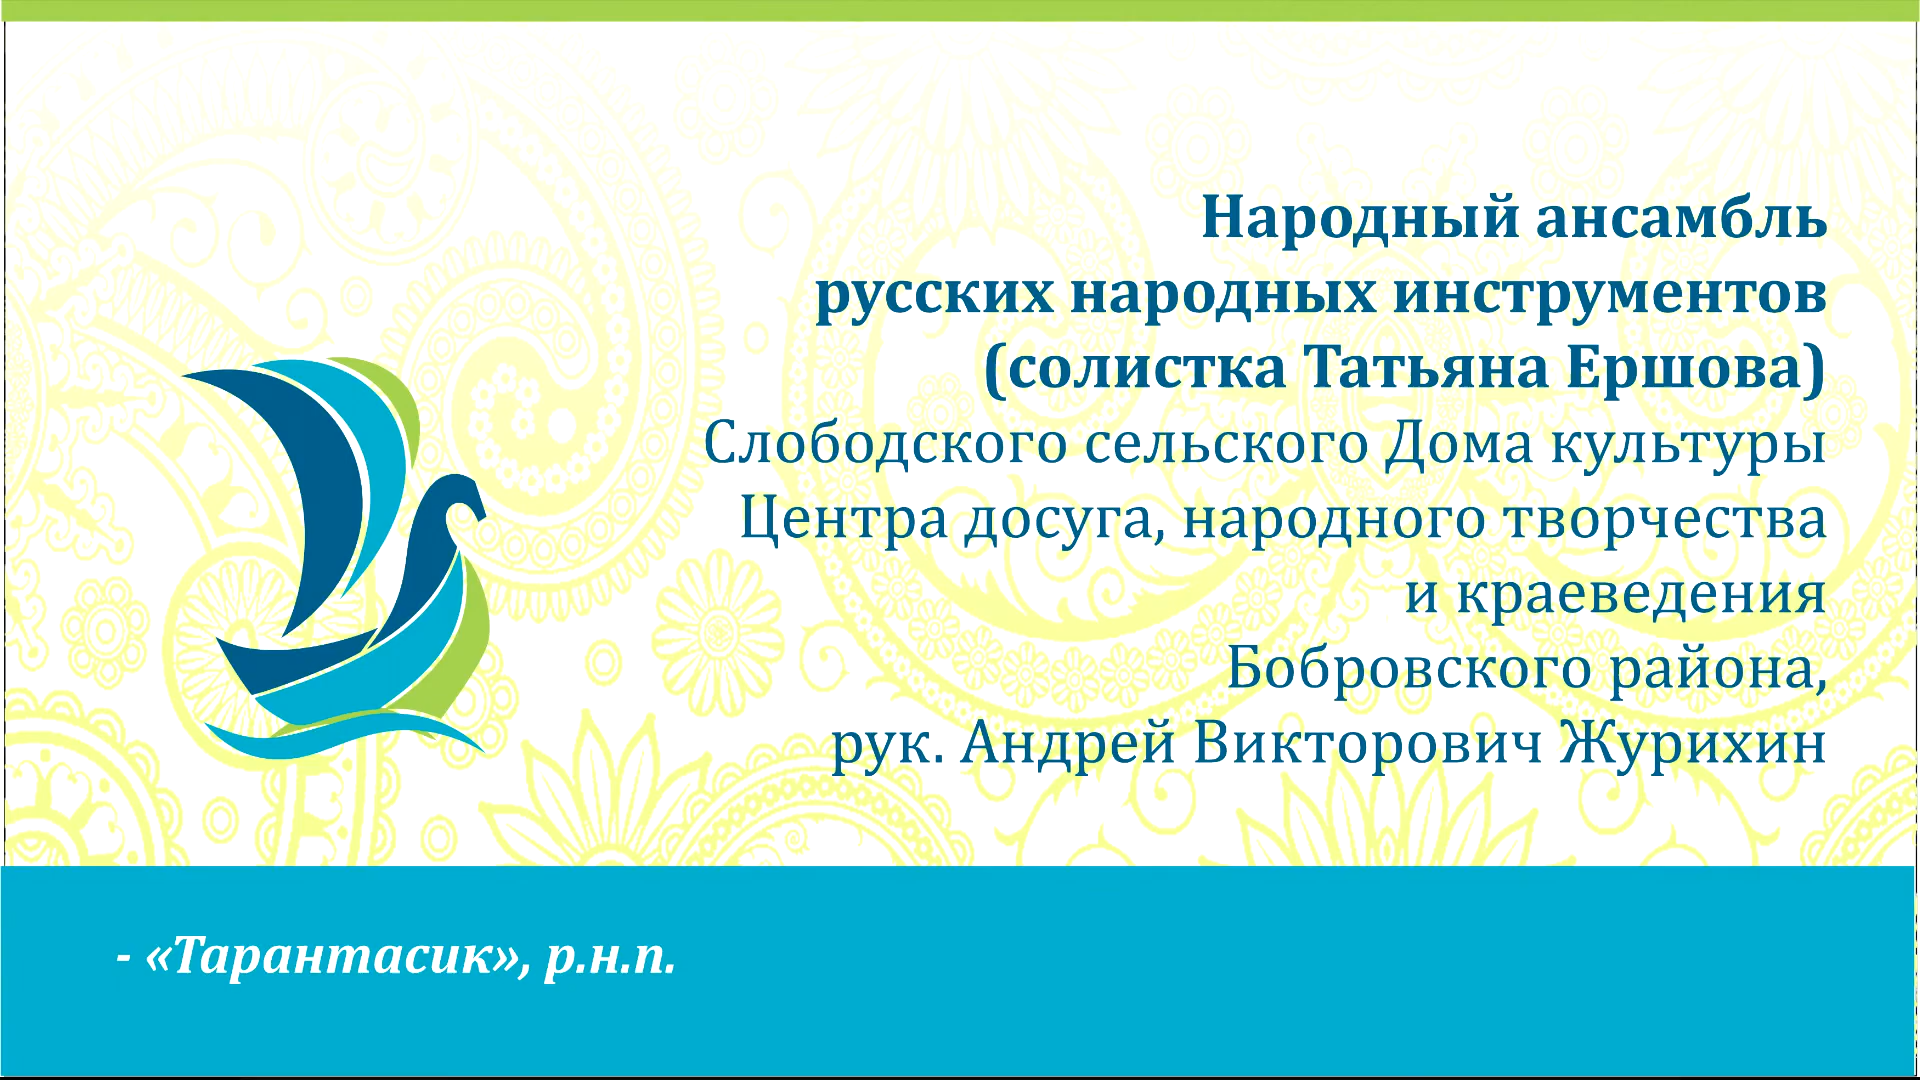 Народный ансамбль
русских народных инструментов
(солистка Татьяна Ершова)
Слободского сельского Дома культуры
Центра досуга, народного творчества
и краеведения
Бобровского района,
рук. Андрей Викторович Журихин
- «Тарантасик», р.н.п.